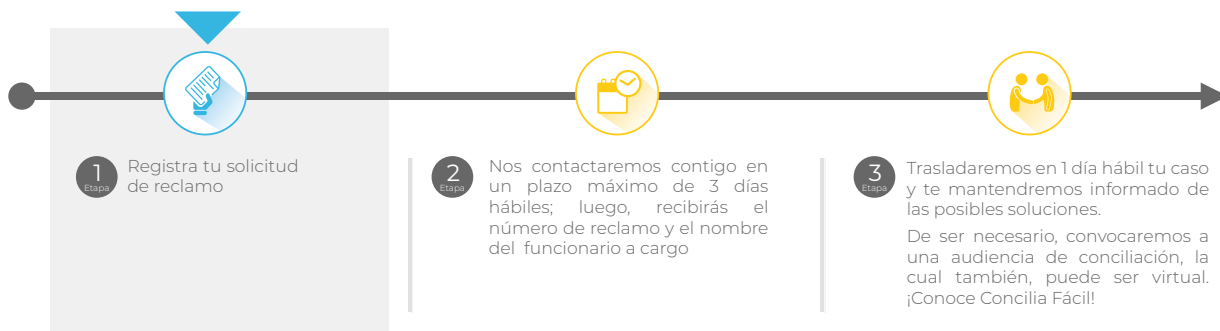 1
Etapa
Registra tu solicitud
de reclamo
2
Etapa
Nos contactaremos contigo en
un plazo máximo de 3 días
hábiles; luego, recibirás el
número de reclamo y el nombre
del funcionario a cargo
3
Etapa
Trasladaremos en 1 día hábil tu caso
y te mantendremos informado de
las posibles soluciones.
De ser necesario, convocaremos a
una audiencia de conciliación, la
cual también, puede ser virtual.
¡Conoce Concilia Fácil!